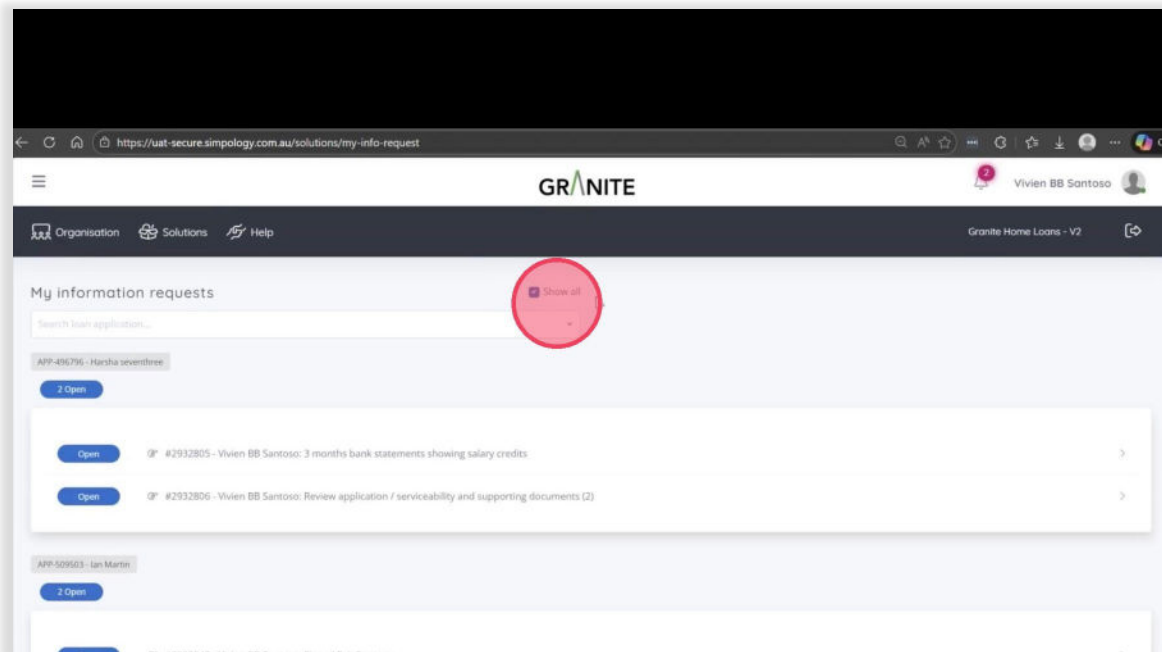 https://uat-secure.simpology.com.au/solutions/my-info-request
GRANITE
2
Vivien BB Santoso
Organisation
Solutions
Help
Granite Home Loans - V2
My information requests
Show all
Search loan application...
APP-496796 - Harsha seventhree
2 Open
Open #2932805 - Vivien BB Santoso: 3 months bank statements showing salary credits
Open #2932806 - Vivien BB Santoso: Review application / serviceability and supporting documents (2)
APP-509503 - Ian Martin
2 Open